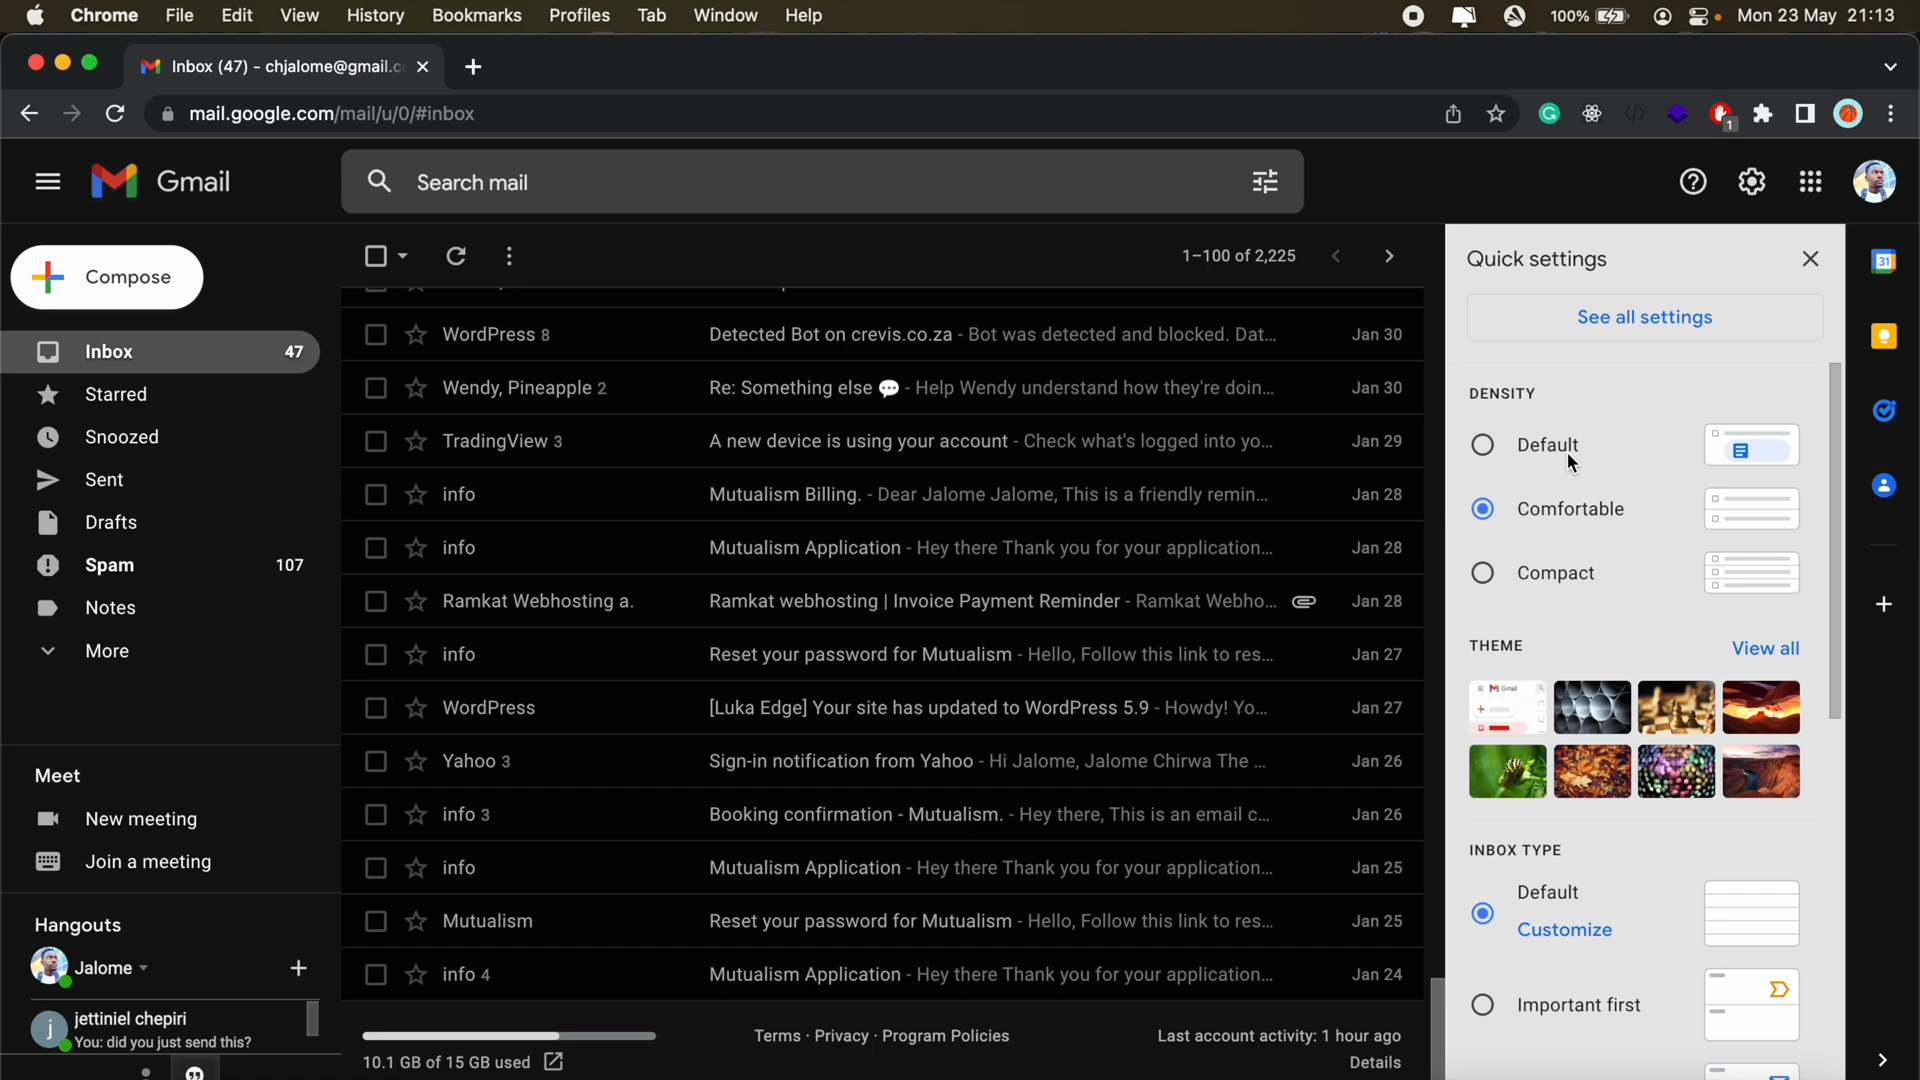 Chrome File Edit View History Bookmarks Profiles Tab Window Help 100% Mon 23 May 21:13
Inbox (47) - chjalome@gmail.c
mail.google.com/mail/u/0/#inbox 1
Gmail Search mail
Compose
Inbox 47
Starred
Snoozed
Sent
Drafts
Spam 107
Notes
More
Meet
New meeting
Join a meeting
Hangouts
Jalome
j jettiniel chepiri
You: did you just send this?
1–100 of 2,225
WordPress 8 Detected Bot on crevis.co.za - Bot was detected and blocked. Dat... Jan 30
Wendy, Pineapple 2 Re: Something else 💬 - Help Wendy understand how they're doin... Jan 30
TradingView 3 A new device is using your account - Check what's logged into yo... Jan 29
info Mutualism Billing. - Dear Jalome Jalome, This is a friendly remin... Jan 28
info Mutualism Application - Hey there Thank you for your application... Jan 28
Ramkat Webhosting a. Ramkat webhosting | Invoice Payment Reminder - Ramkat Webho... Jan 28
info Reset your password for Mutualism - Hello, Follow this link to res... Jan 27
WordPress [Luka Edge] Your site has updated to WordPress 5.9 - Howdy! Yo... Jan 27
Yahoo 3 Sign-in notification from Yahoo - Hi Jalome, Jalome Chirwa The ... Jan 26
info 3 Booking confirmation - Mutualism. - Hey there, This is an email c... Jan 26
info Mutualism Application - Hey there Thank you for your application... Jan 25
Mutualism Reset your password for Mutualism - Hello, Follow this link to res... Jan 25
info 4 Mutualism Application - Hey there Thank you for your application... Jan 24
10.1 GB of 15 GB used
Terms · Privacy · Program Policies
Last account activity: 1 hour ago
Details
Quick settings
See all settings
DENSITY
Default
Comfortable
Compact
THEME View all
Gmail
INBOX TYPE
Default
Customize
Important first
31